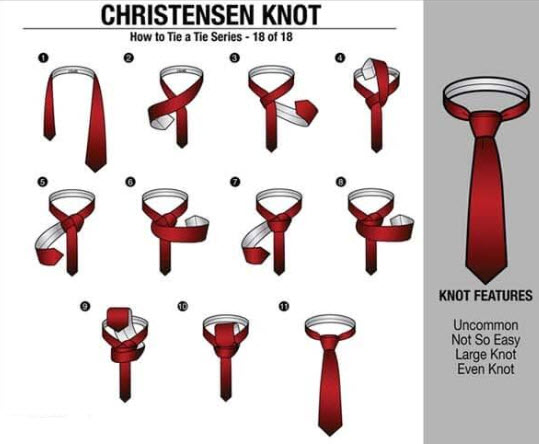 CHRISTENSEN KNOT
How to Tie a Tie Series - 18 of 18
1
2
3
4
5
6
7
8
9
10
11
KNOT FEATURES
Uncommon
Not So Easy
Large Knot
Even Knot